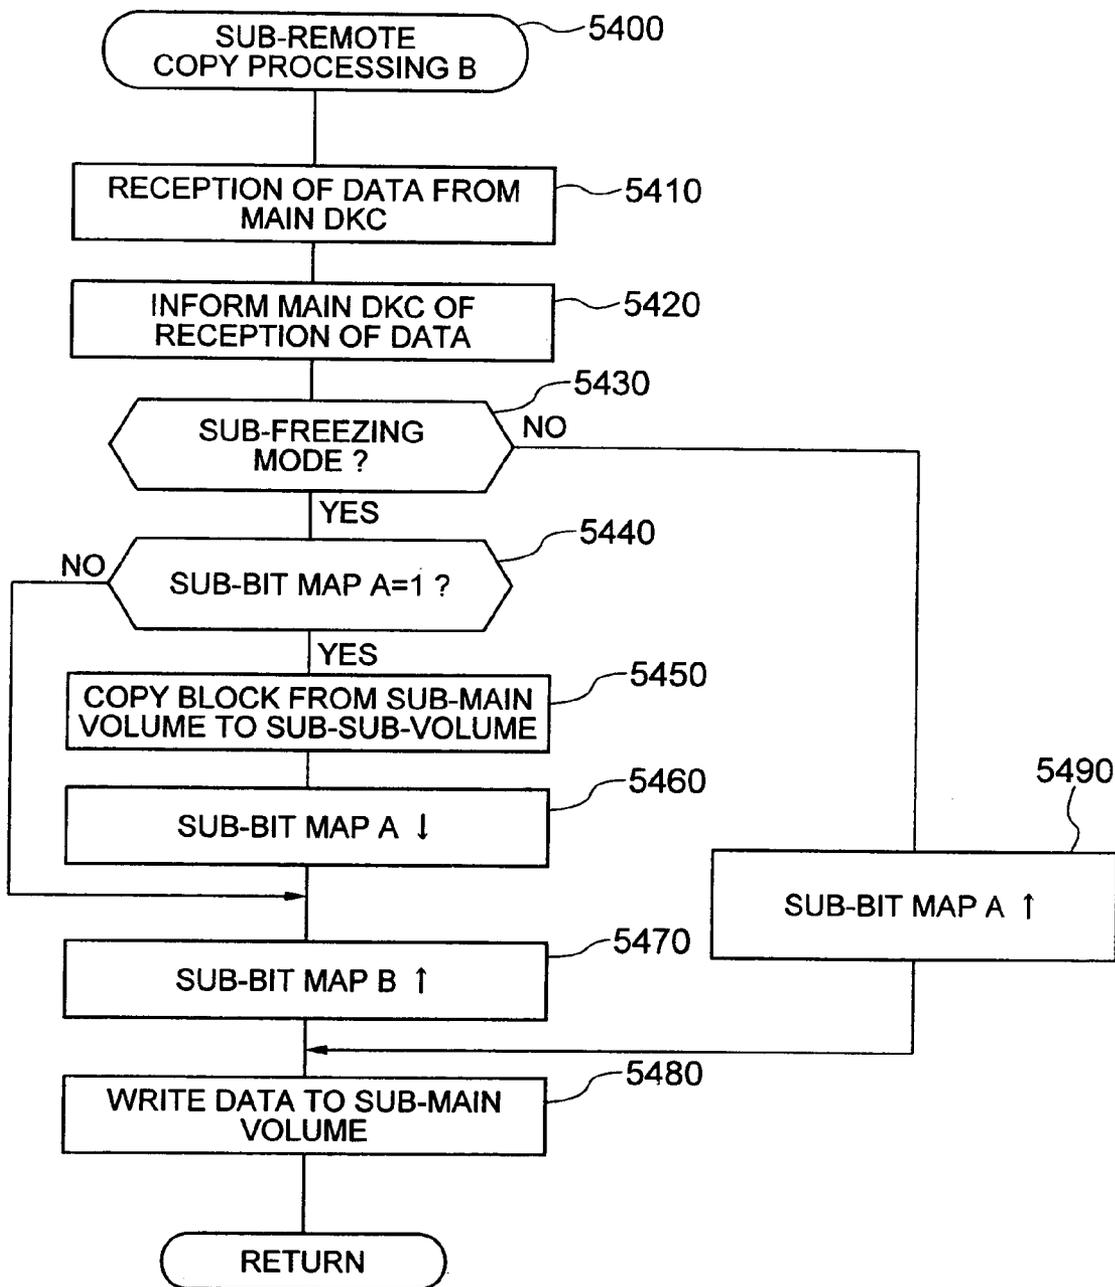 SUB-REMOTE
COPY PROCESSING B
5400
RECEPTION OF DATA FROM
MAIN DKC
5410
INFORM MAIN DKC OF
RECEPTION OF DATA
5420
SUB-FREEZING
MODE ?
5430
NO
YES
SUB-BIT MAP A=1 ?
5440
NO
YES
COPY BLOCK FROM SUB-MAIN
VOLUME TO SUB-SUB-VOLUME
5450
SUB-BIT MAP A ↓
5460
SUB-BIT MAP A ↑
5490
SUB-BIT MAP B ↑
5470
WRITE DATA TO SUB-MAIN
VOLUME
5480
RETURN